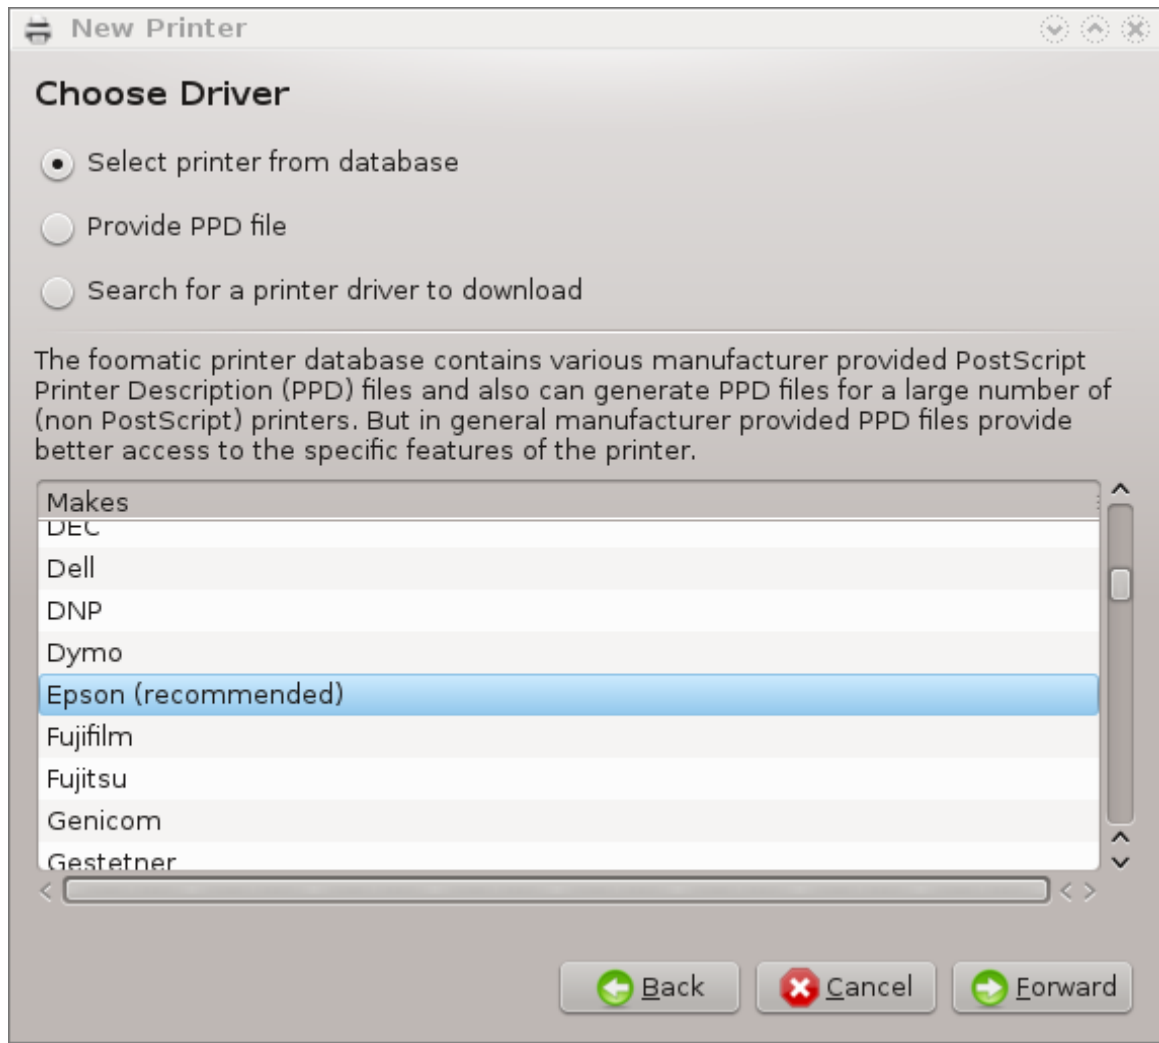 New Printer
Choose Driver
Select printer from database
Provide PPD file
Search for a printer driver to download
The foomatic printer database contains various manufacturer provided PostScript
Printer Description (PPD) files and also can generate PPD files for a large number of
(non PostScript) printers. But in general manufacturer provided PPD files provide
better access to the specific features of the printer.
Makes
DEC
Dell
DNP
Dymo
Epson (recommended)
Fujifilm
Fujitsu
Genicom
Gestetner
Back Cancel Forward